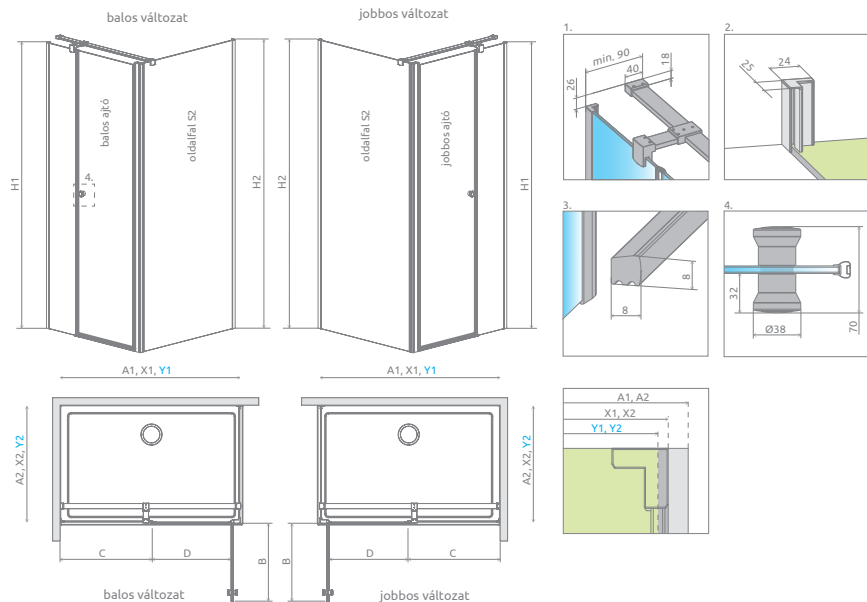 balos változat
jobbos változat
H1
balos ajtó
4.
oldalfal S2
H2
H2
oldalfal S2
jobbos ajtó
H1
1.
min. 90
40
18
26
2.
25
24
3.
8
8
4.
32
Ø38
70
A1, X1, Y1
A2, X2, Y2
C
D
B
balos változat
A1, X1, Y1
A2, X2, Y2
B
D
C
jobbos változat
A1, A2
X1, X2
Y1, Y2